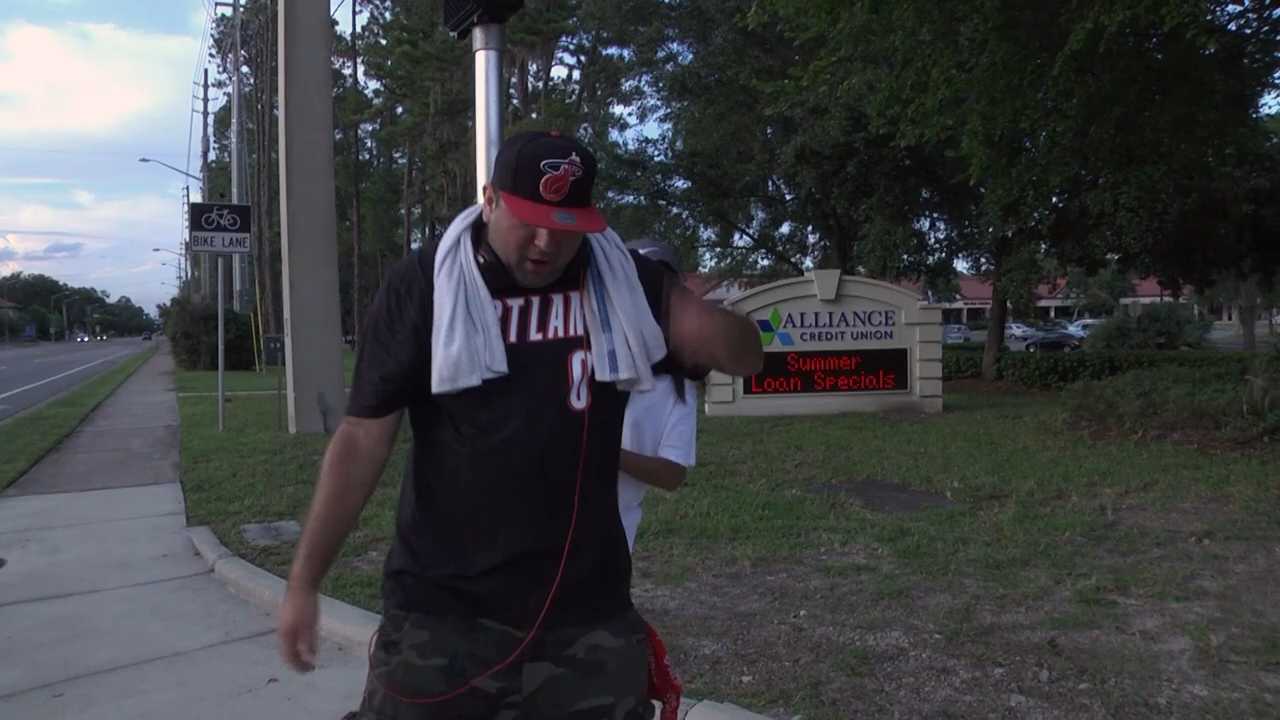 BIKE LANE
RTLAN
0
ALLIANCE
CREDIT UNION
Summer
Loan Specials